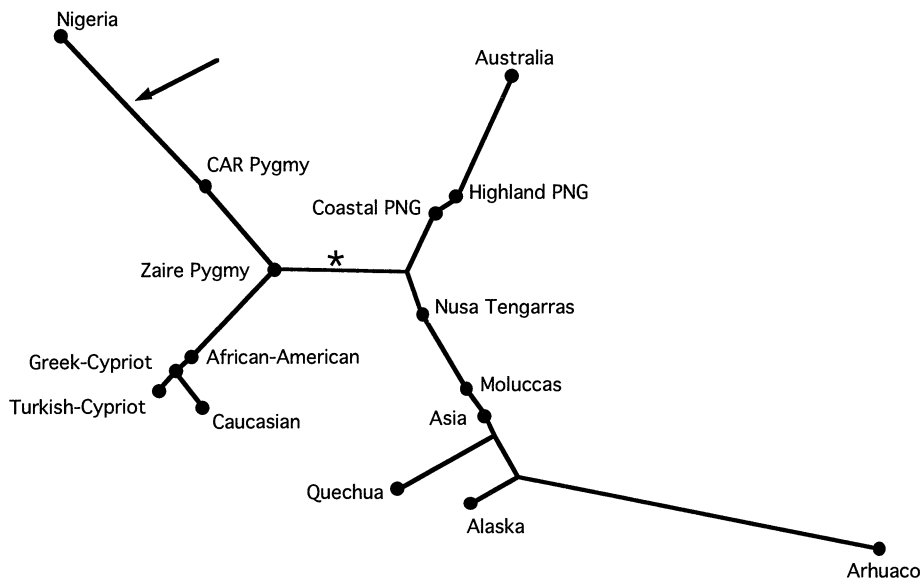 Nigeria
Australia
CAR Pygmy
Highland PNG
Coastal PNG
*
Zaire Pygmy
Nusa Tengarras
African-American
Greek-Cypriot
Moluccas
Turkish-Cypriot
Asia
Caucasian
Quechua
Alaska
Arhuaco